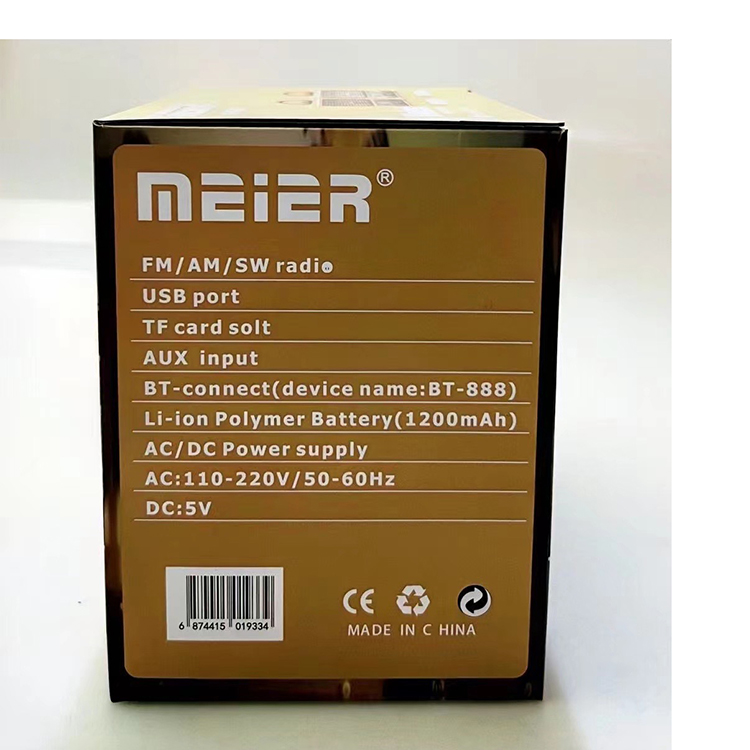 MEIER®
FM/AM/SW radio
USB port
TF card solt
AUX input
BT-connect(device name:BT-888)
Li-ion Polymer Battery(1200mAh)
AC/DC Power supply
AC:110-220V/50-60Hz
DC:5V
6 874415 019334
CE
MADE IN C HINA